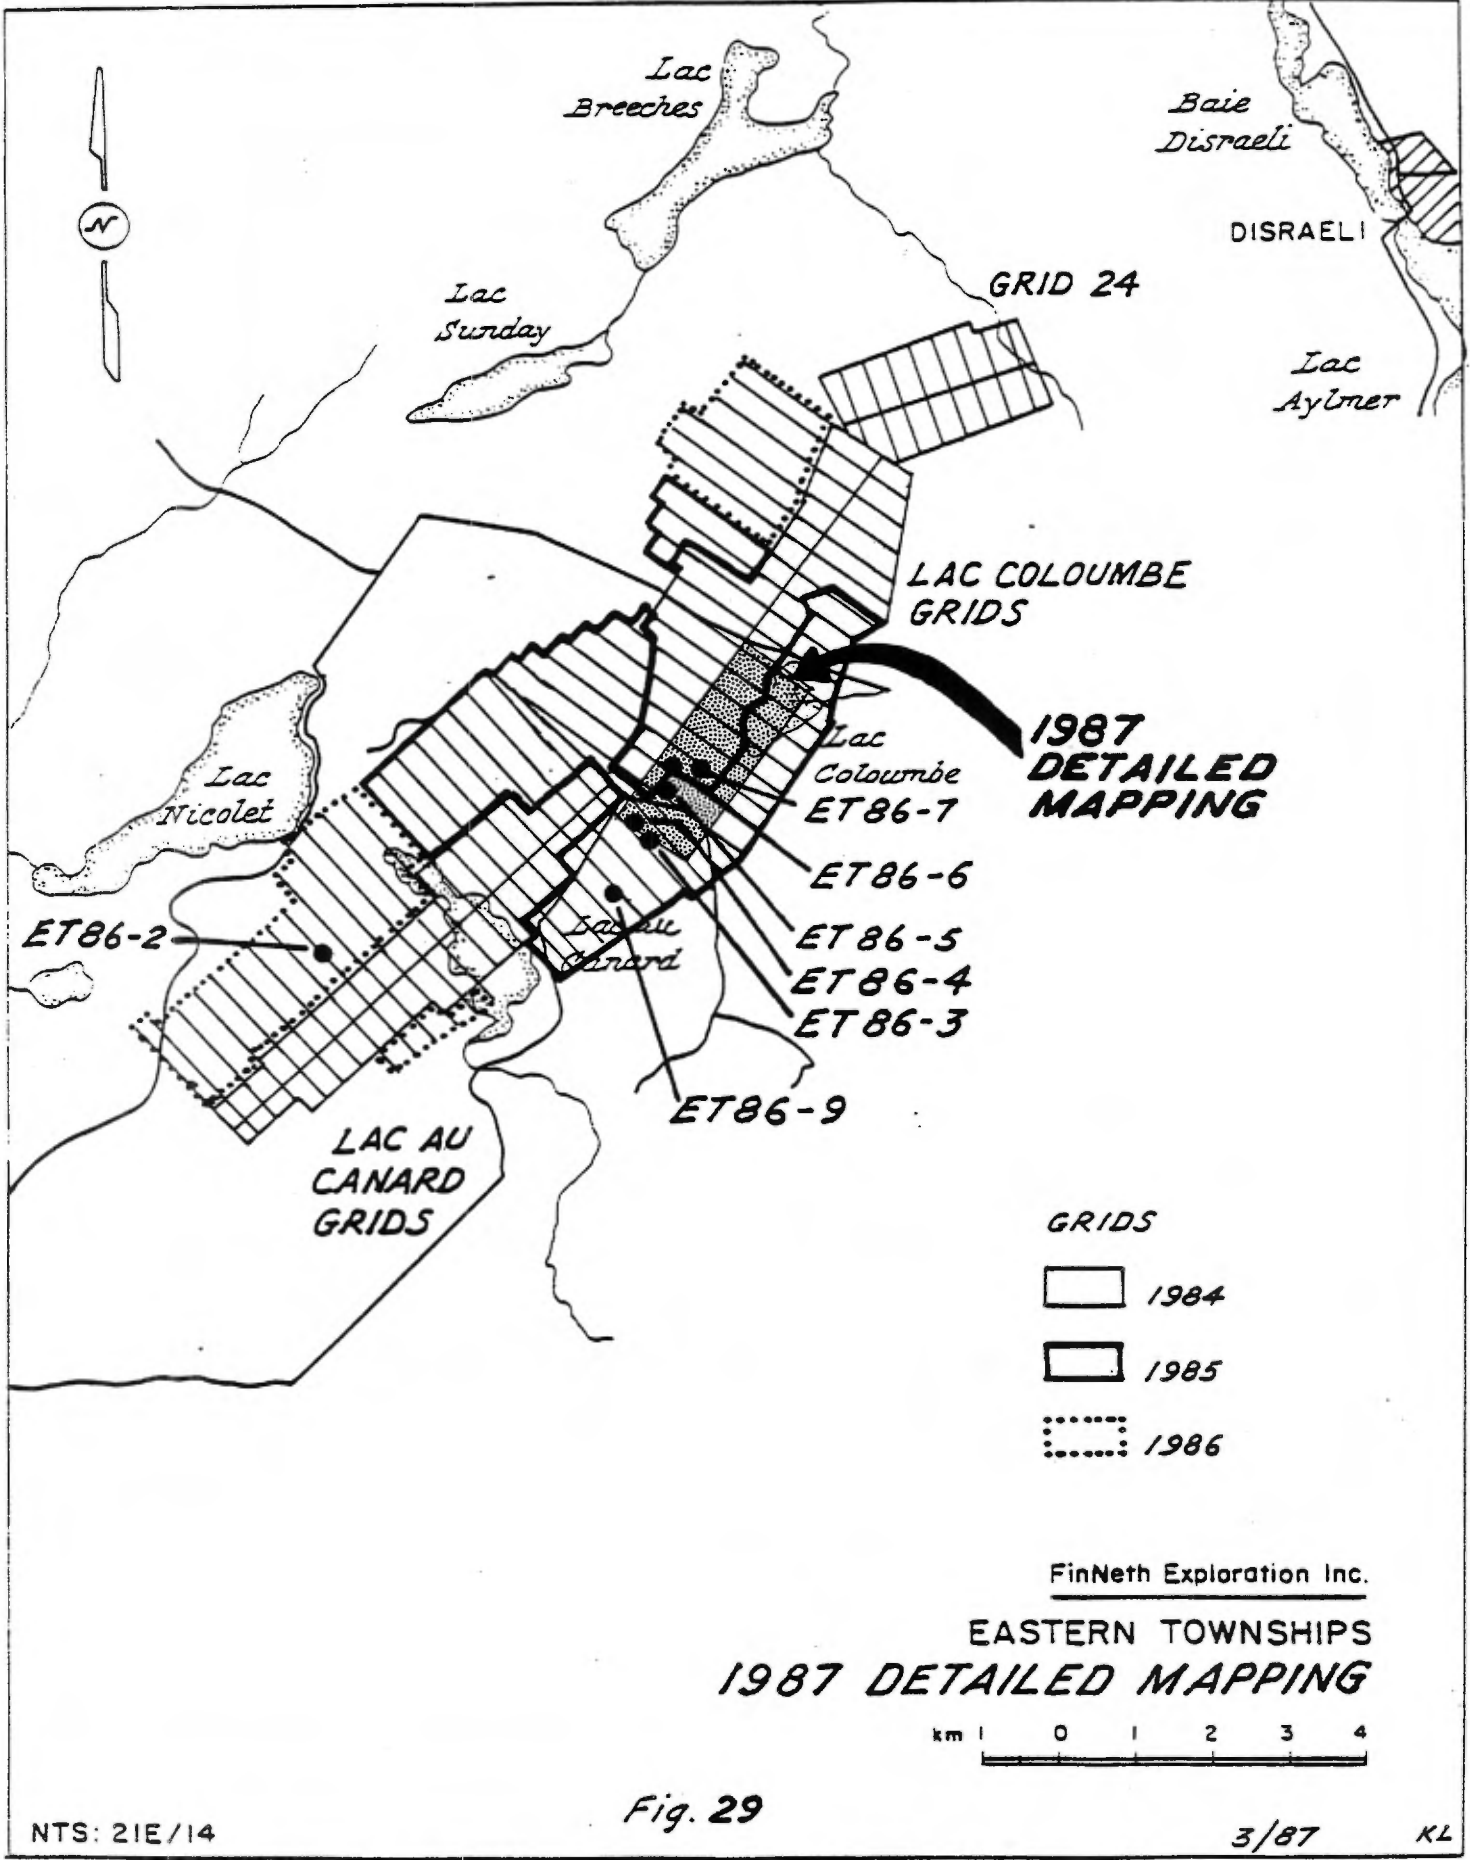 Lac
Breeches
Baie
Disraeli
N
DISRAELI
GRID 24
Lac
Sunday
Lac
Aylmer
LAC COLOUMBE
GRIDS
1987
DETAILED
MAPPING
Lac
Coloumbe
Lac
Nicolet
ET86-7
ET86-6
ET86-2
Lac au
Canard
ET86-5
ET86-4
ET86-3
ET86-9
LAC AU
CANARD
GRIDS
GRIDS
1984
1985
1986
FinNeth Exploration Inc.
EASTERN TOWNSHIPS
1987 DETAILED MAPPING
km 1 0 1 2 3 4
Fig. 29
NTS: 21E/14
3/87 KL